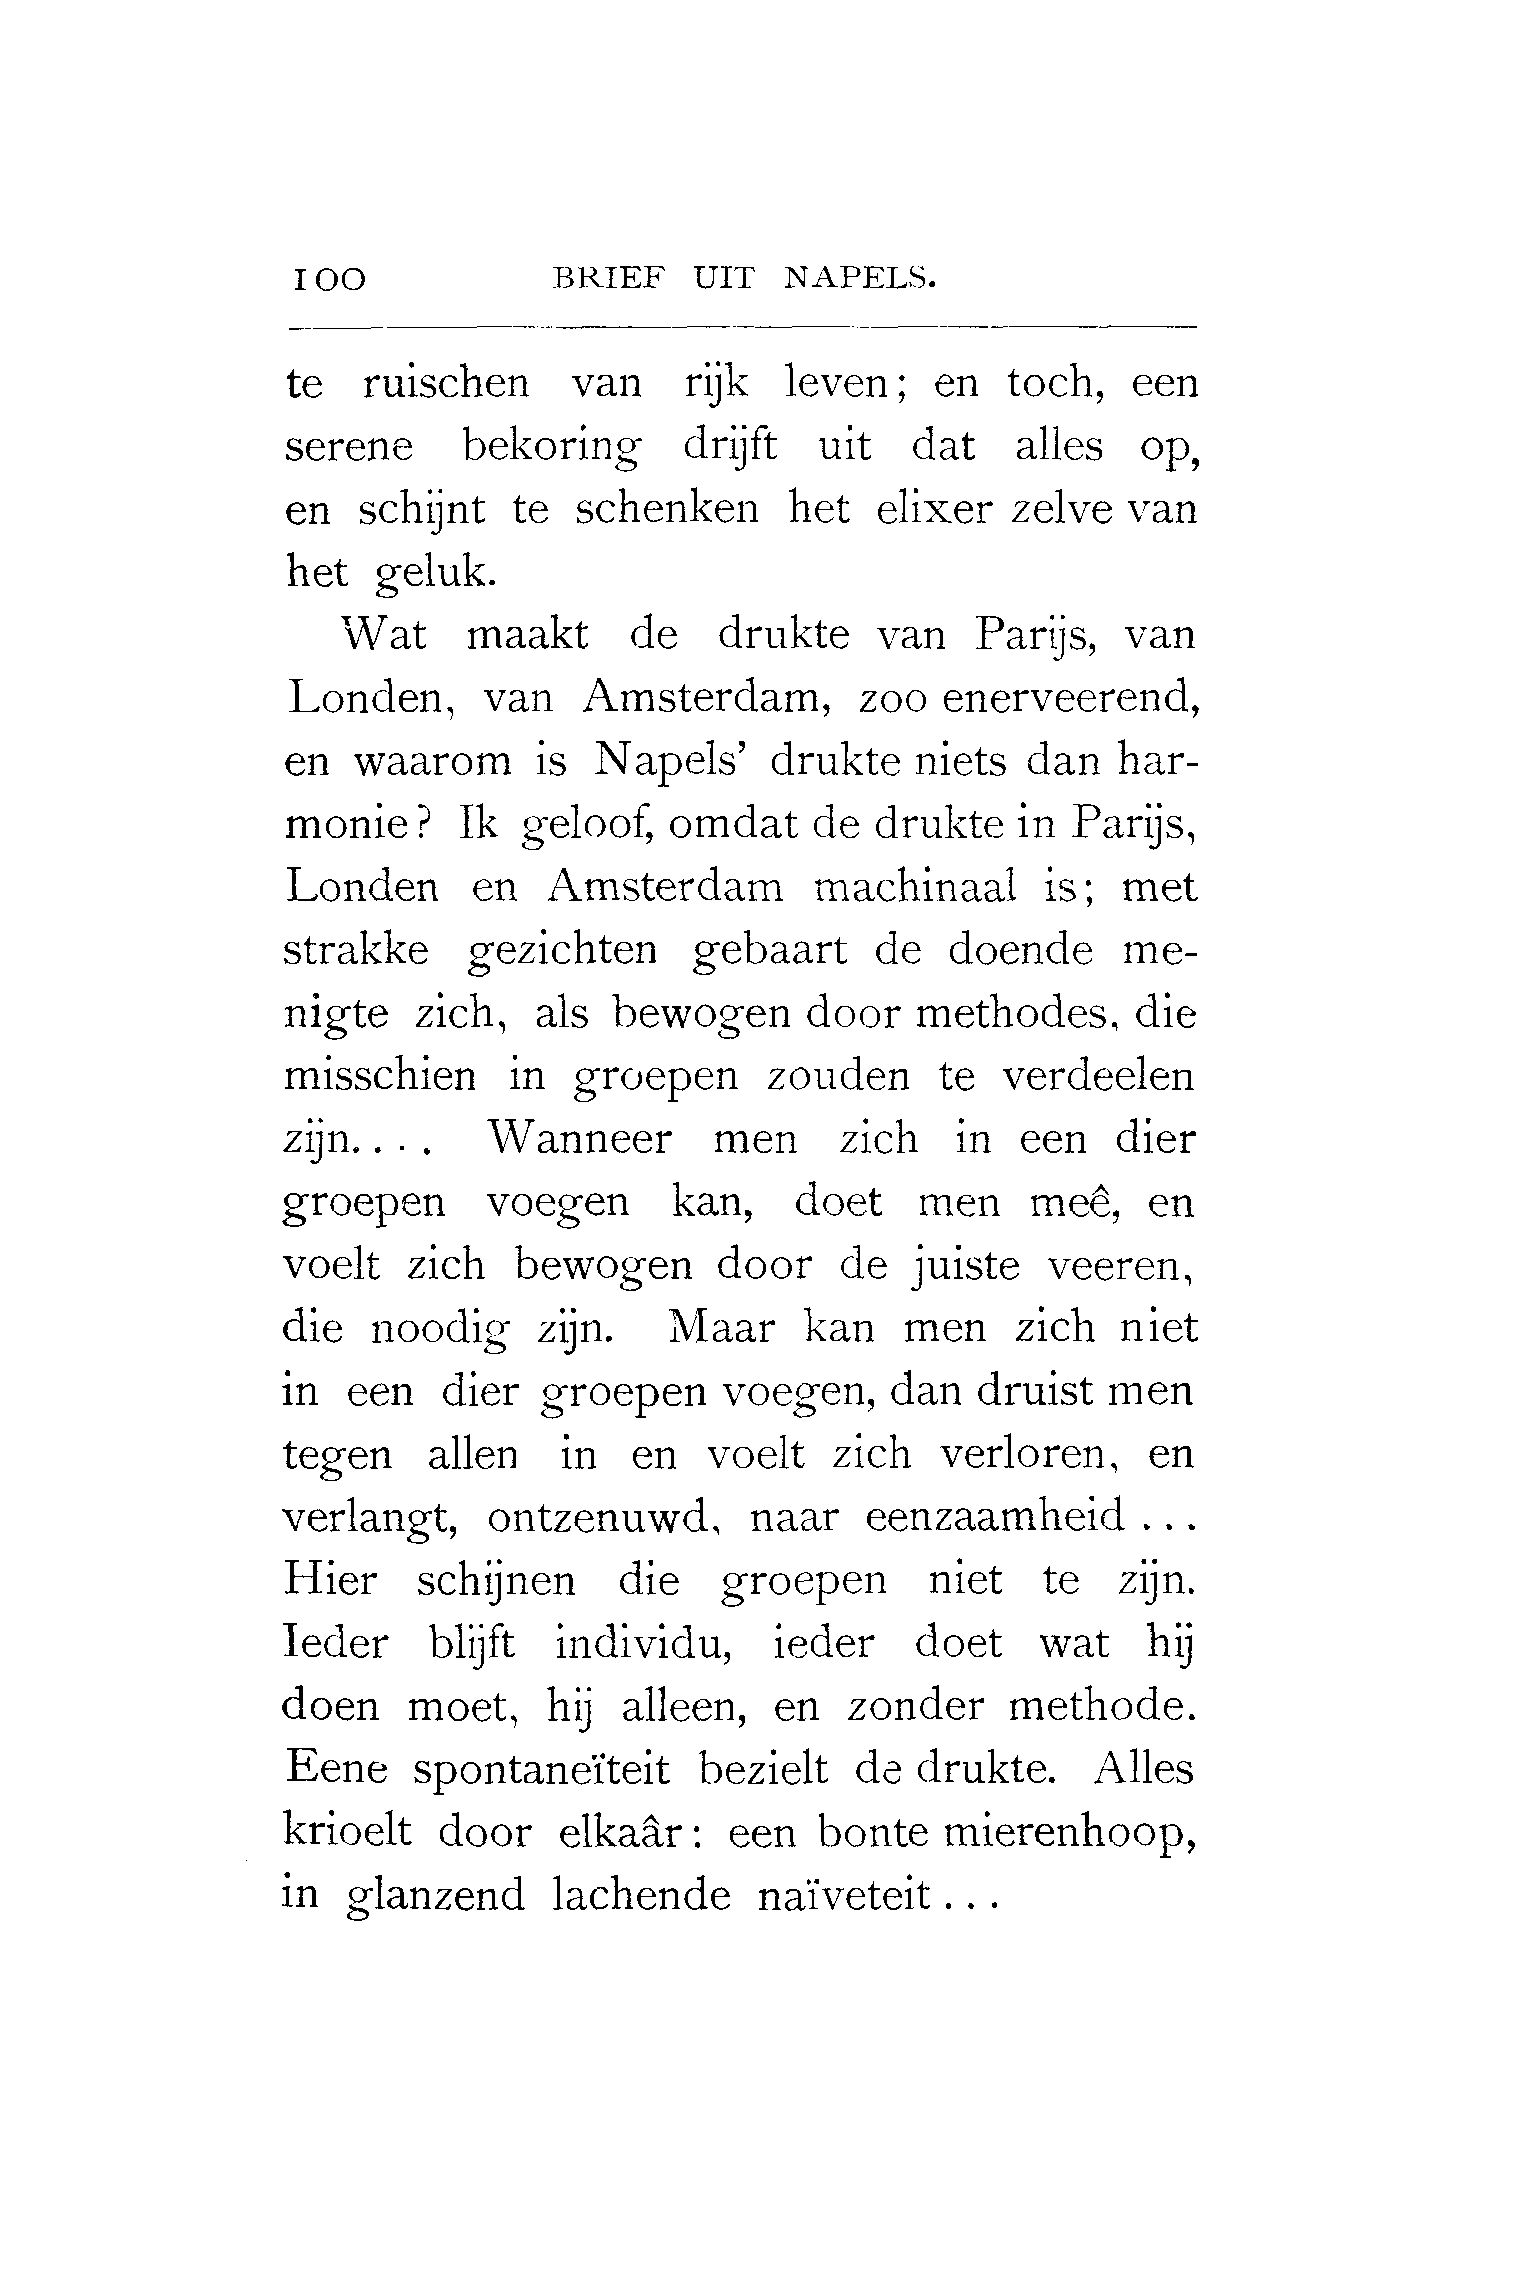 100 BRIEF UIT NAPELS.
te ruischen van rijk leven; en toch, een
serene bekoring drijft uit dat alles op,
en schijnt te schenken het elixer zelve van
het geluk.
Wat maakt de drukte van Parijs, van
Londen, van Amsterdam, zoo enerveerend,
en waarom is Napels' drukte niets dan har-
monie? Ik geloof, omdat de drukte in Parijs,
Londen en Amsterdam machinaal is; met
strakke gezichten gebaart de doende me-
nigte zich, als bewogen door methodes, die
misschien in groepen zouden te verdeelen
zijn.... Wanneer men zich in een dier
groepen voegen kan, doet men meê, en
voelt zich bewogen door de juiste veeren,
die noodig zijn. Maar kan men zich niet
in een dier groepen voegen, dan druist men
tegen allen in en voelt zich verloren, en
verlangt, ontzenuwd, naar eenzaamheid ...
Hier schijnen die groepen niet te zijn.
Ieder blijft individu, ieder doet wat hij
doen moet, hij alleen, en zonder methode.
Eene spontaneïteit bezielt de drukte. Alles
krioelt door elkaâr: een bonte mierenhoop,
in glanzend lachende naïveteit ...